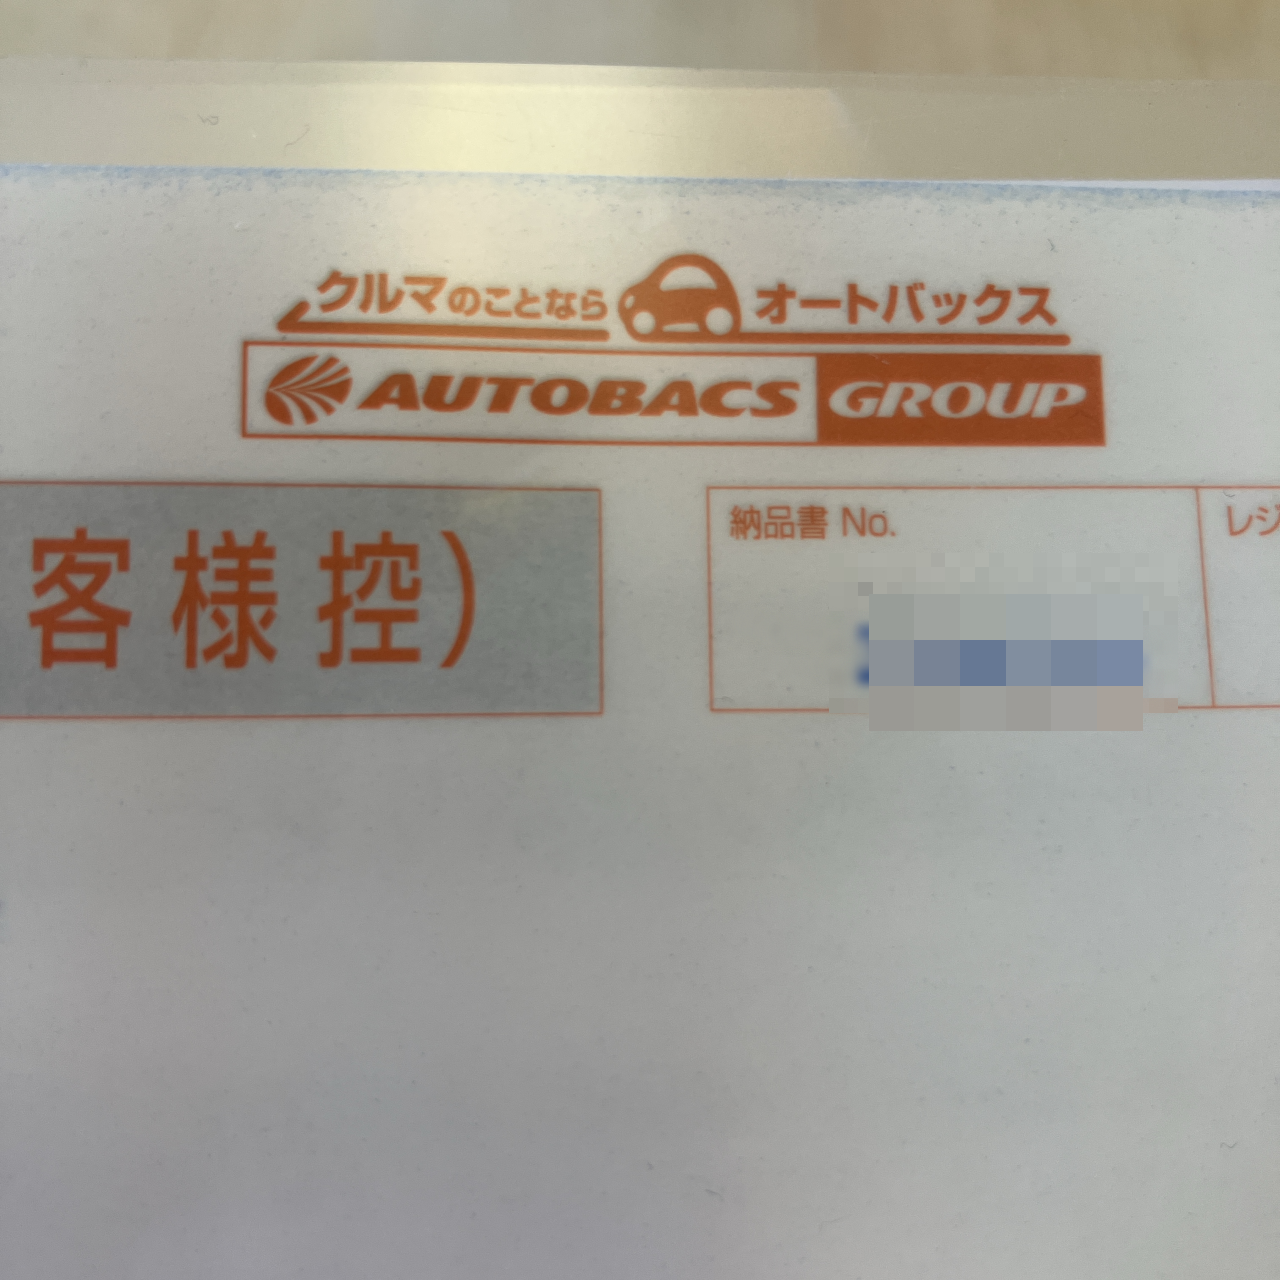 クルマのことなら オートバックス
AUTOBACS GROUP
客様控)
納品書 No.
レジ